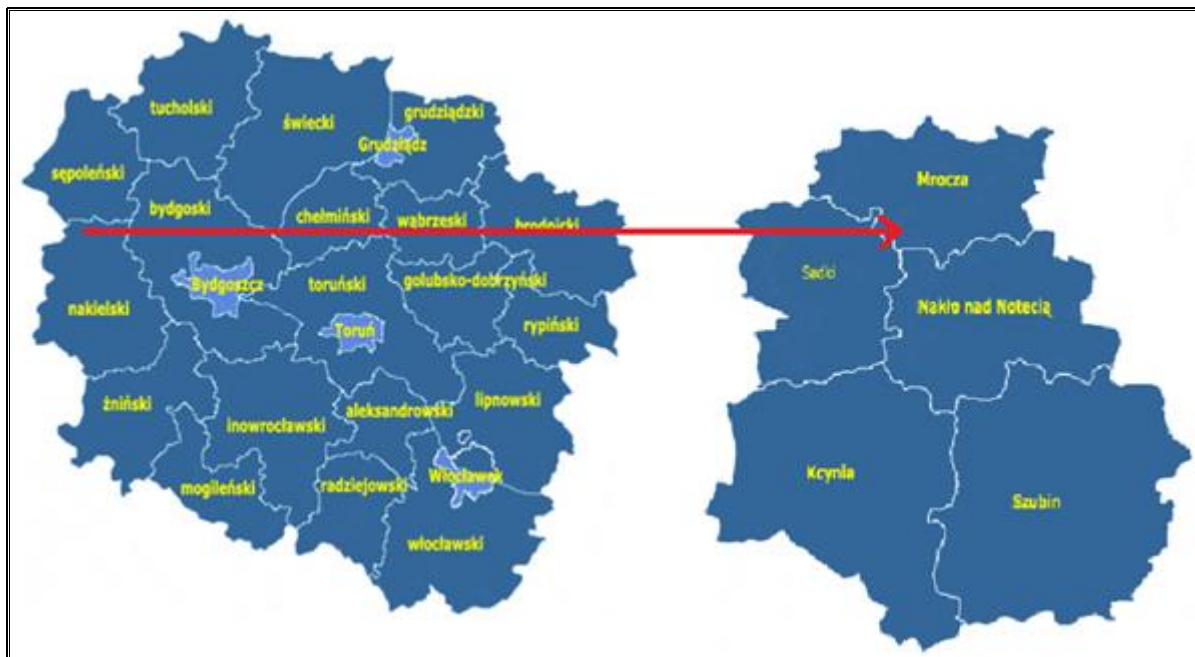 tucholski
świecki
grudziądzki
Grudziądz
sępoleński
bydgoski
chełmiński
wąbrzeski
brodnicki
Bydgoszcz
toruński
golubsko-dobrzyński
nakielski
Toruń
rypiński
żniński
inowrocławski
aleksandrowski
lipnowski
mogileński
radziejowski
Włocławek
włocławski
Mrocza
Sadki
Nakło nad Notecią
Kcynia
Szubin